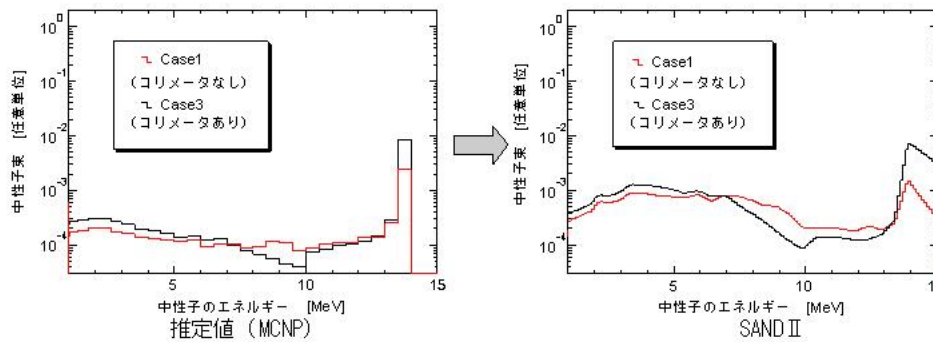 10⁰
10⁻¹
10⁻²
10⁻³
10⁻⁴
中性子束 [任意単位]
Case1
(コリメータなし)
Case3
(コリメータあり)
5
10
15
中性子のエネルギー [MeV]
推定値 (MCNP)
10⁰
10⁻¹
10⁻²
10⁻³
10⁻⁴
中性子束 [任意単位]
Case1
(コリメータなし)
Case3
(コリメータあり)
5
10
15
中性子のエネルギー [MeV]
SANDⅡ